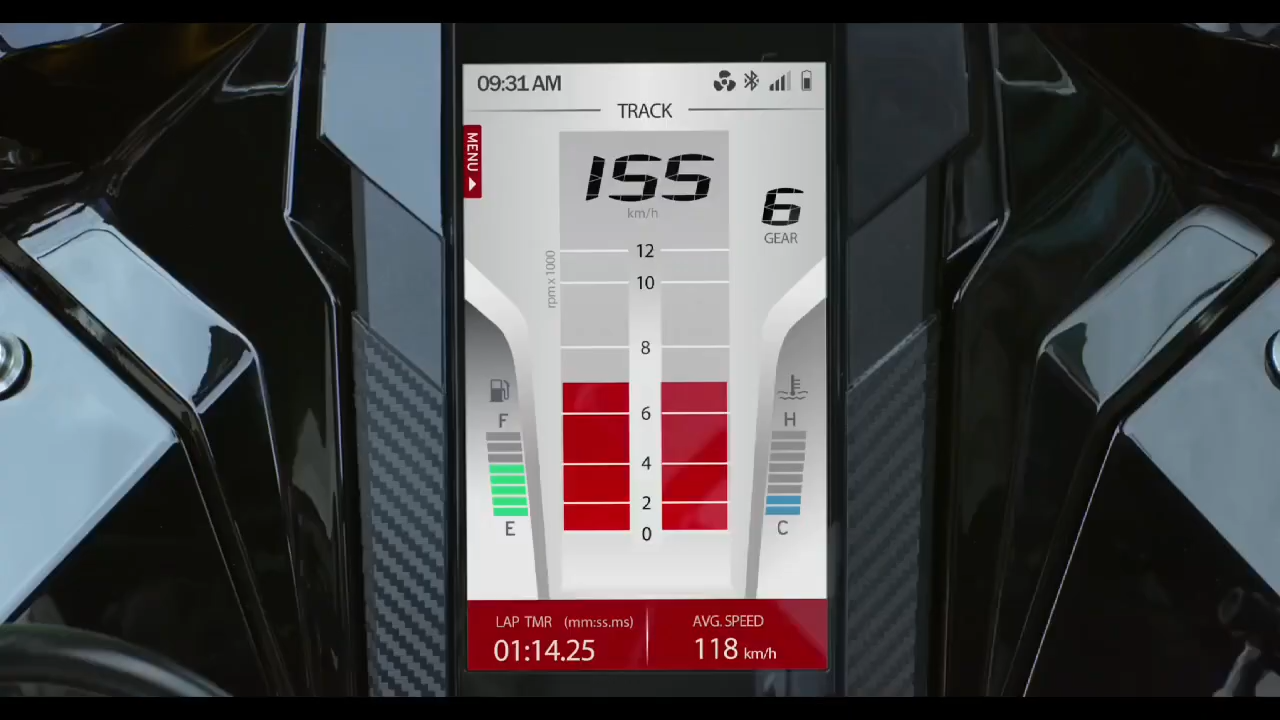 09:31 AM
TRACK
MENU
155
km/h
6
GEAR
rpm x 1000
12
10
8
6
4
2
0
F
E
H
C
LAP TMR (mm:ss.ms)
01:14.25
AVG. SPEED
118 km/h